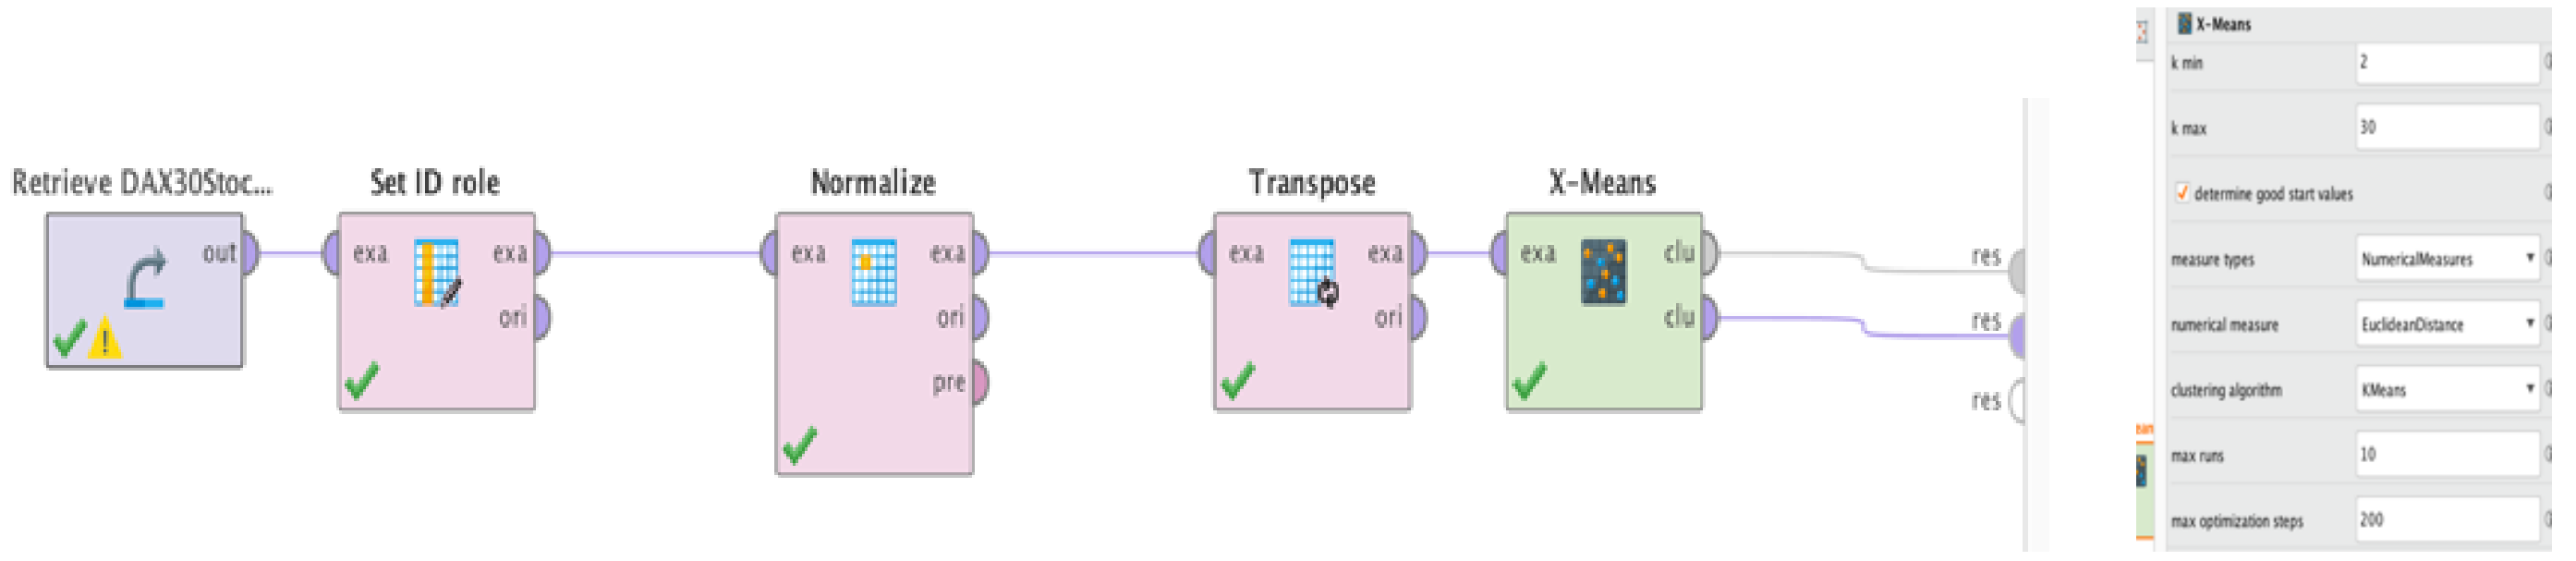 Retrieve DAX30Stoc...
Set ID role
Normalize
Transpose
X-Means
out
exa
exa
ori
exa
exa
ori
pre
exa
exa
ori
exa
clu
clu
res
res
res
X-Means
k min
2
k max
30
determine good start values
measure types
NumericalMeasures
numerical measure
EuclideanDistance
clustering algorithm
KMeans
max runs
10
max optimization steps
200